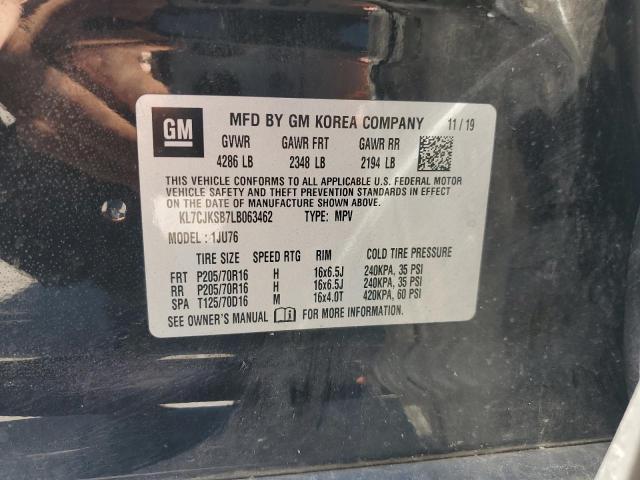 GM
MFD BY GM KOREA COMPANY 11/19
GVWR GAWR FRT GAWR RR
4286 LB 2348 LB 2194 LB
THIS VEHICLE CONFORMS TO ALL APPLICABLE U.S. FEDERAL MOTOR
VEHICLE SAFETY AND THEFT PREVENTION STANDARDS IN EFFECT
ON THE DATE OF MANUFACTURE SHOWN ABOVE.
KL7CJKSB7LB063462 TYPE: MPV
MODEL: 1JU76
TIRE SIZE SPEED RTG RIM COLD TIRE PRESSURE
FRT P205/70R16 H 16x6.5J 240KPA, 35 PSI
RR P205/70R16 H 16x6.5J 240KPA, 35 PSI
SPA T125/70D16 M 16x4.0T 420KPA, 60 PSI
SEE OWNER'S MANUAL FOR MORE INFORMATION.